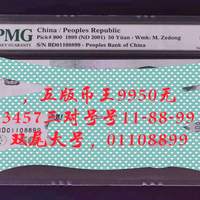 PMG
China / Peoples Republic
Pick# 900 1999 (ND 2001) 50 Yüan - Wmk: M. Zedong
S/N BD01108899 - Peoples Bank of China
，五版币王9950元
3457三对号号11-88-99
双尾大号，01108899